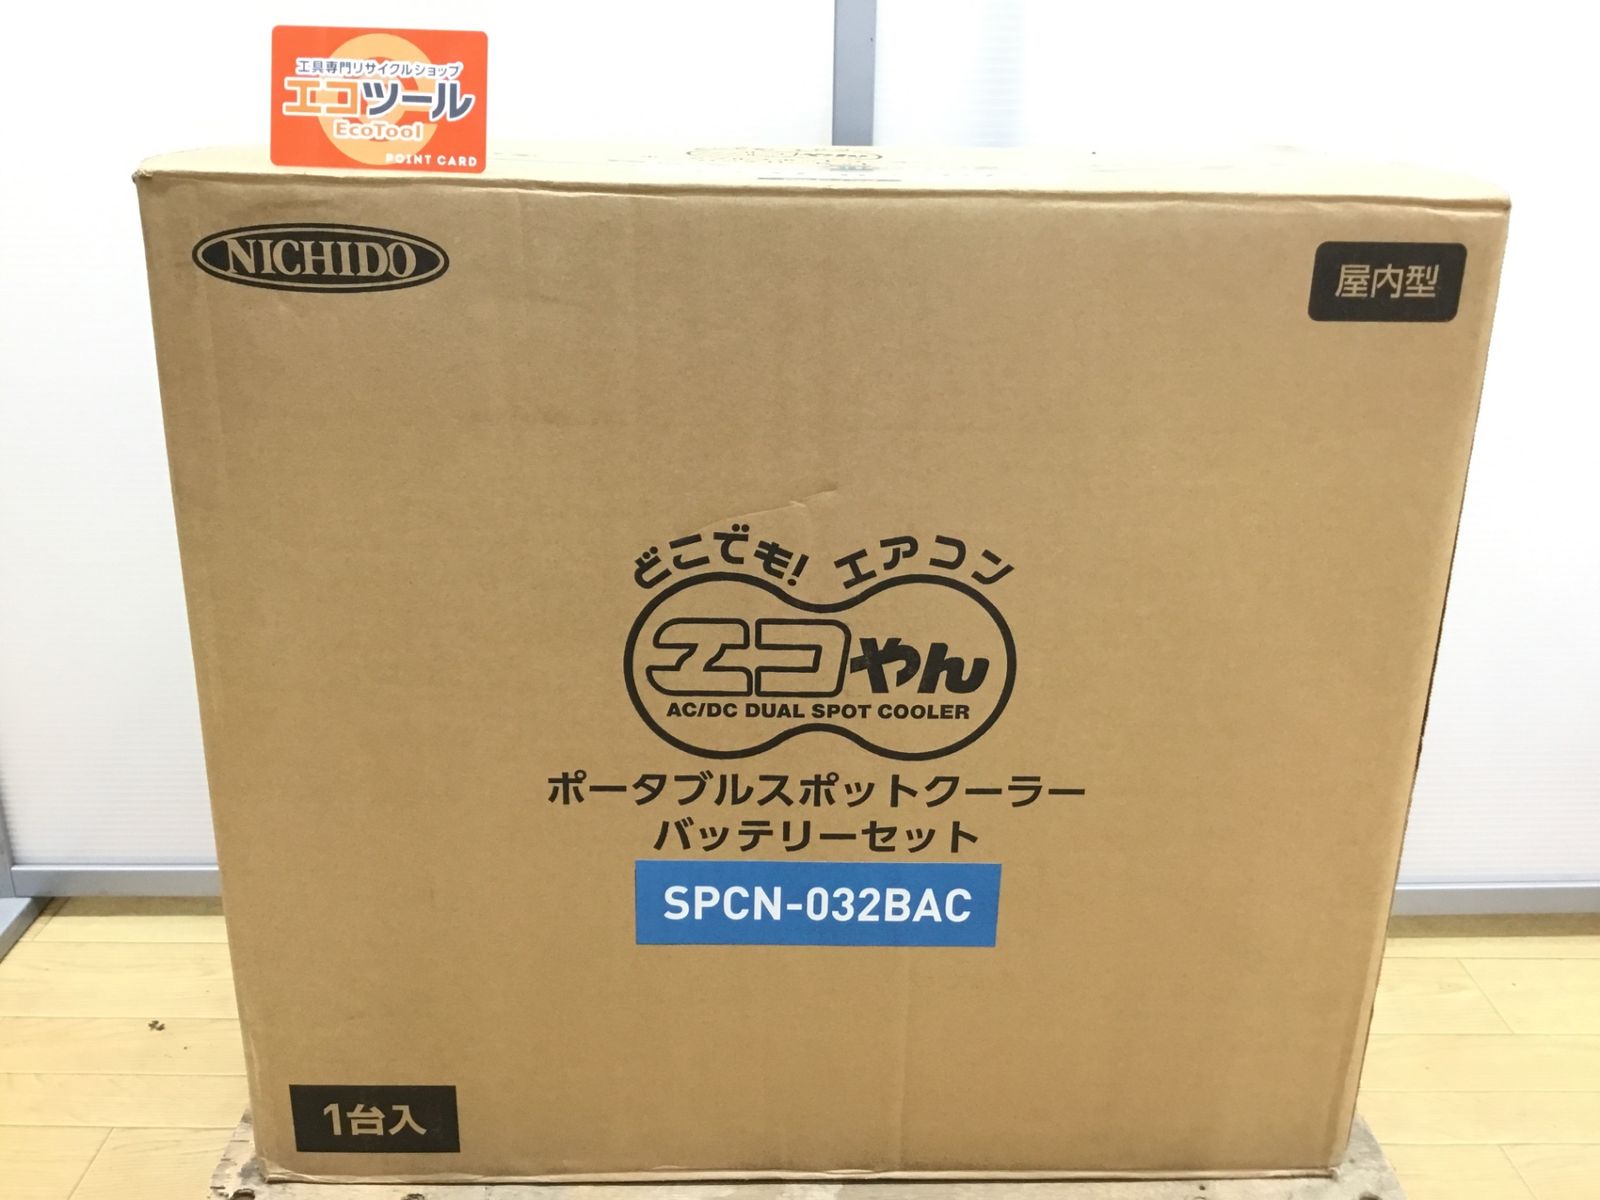 工具専門リサイクルショップ
エコツール
EcoTool
POINT CARD
NICHIDO
屋内型
どこでも! エアコン
エコやん
AC/DC DUAL SPOT COOLER
ポータブルスポットクーラー
バッテリーセット
SPCN-032BAC
1台入